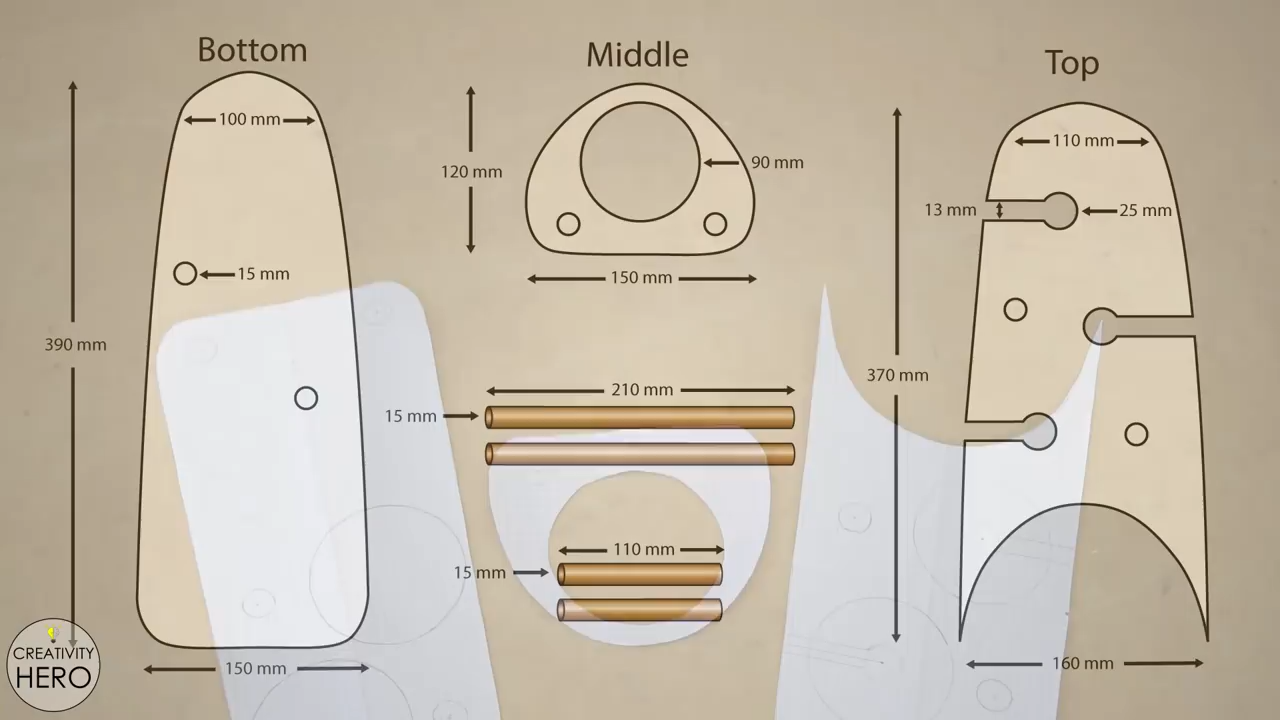 Bottom
100 mm
15 mm
390 mm
150 mm
Middle
120 mm
90 mm
150 mm
210 mm
15 mm
110 mm
15 mm
Top
110 mm
13 mm
25 mm
370 mm
160 mm
CREATIVITY
HERO